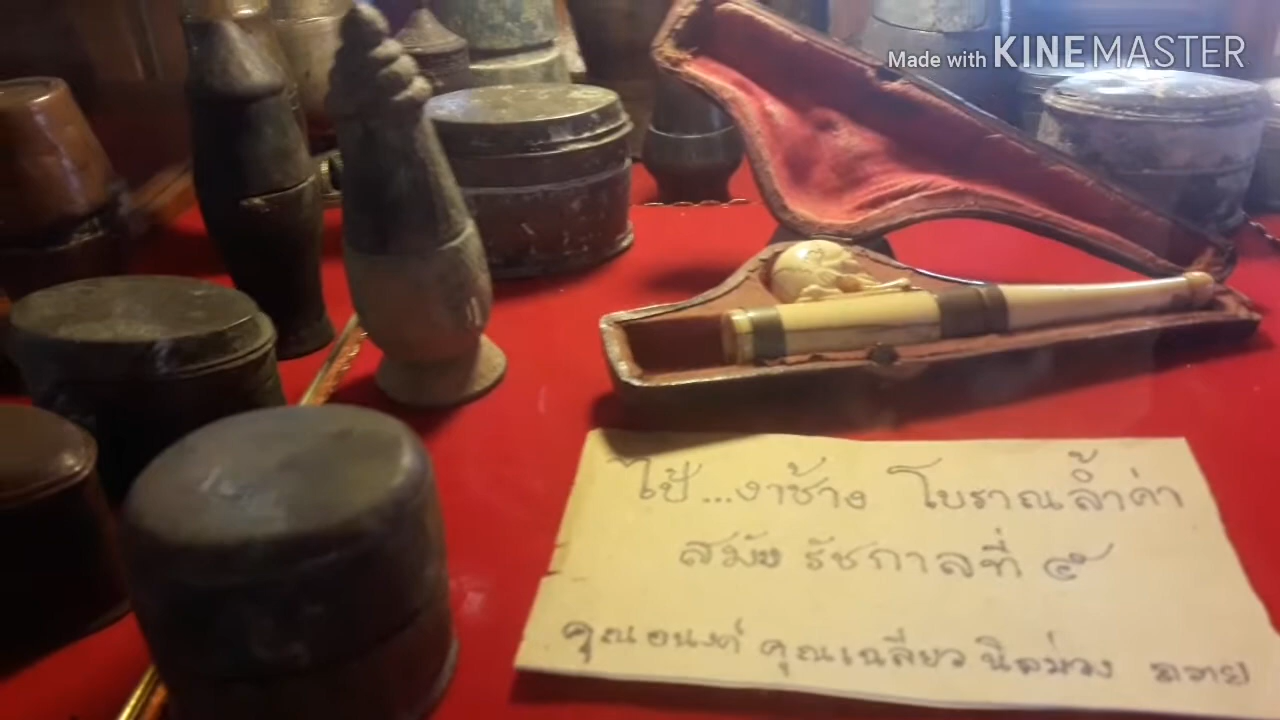 Made with KINEMASTER
ไป้...งาช้าง โบราณล้ำค่า
สมัย รัชกาลที่ ๕
คุณอนงค์ คุณเฉลียว นิลม่วง ถวาย